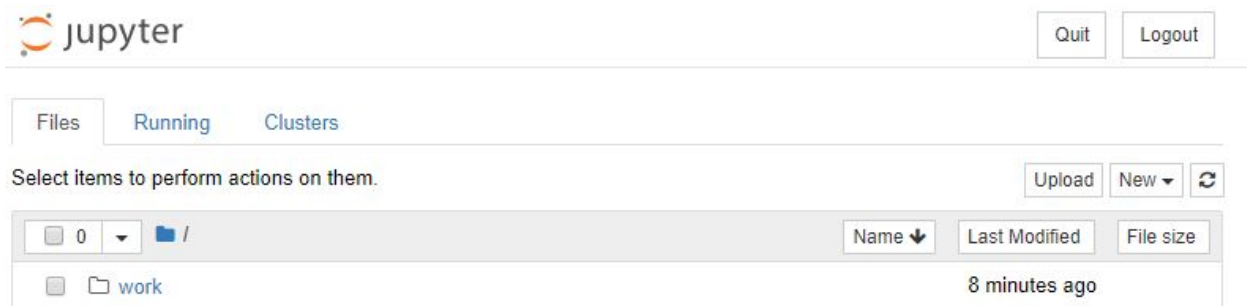 jupyter
Quit Logout
Files Running Clusters
Select items to perform actions on them.
Upload New
0 / Name Last Modified File size
work 8 minutes ago